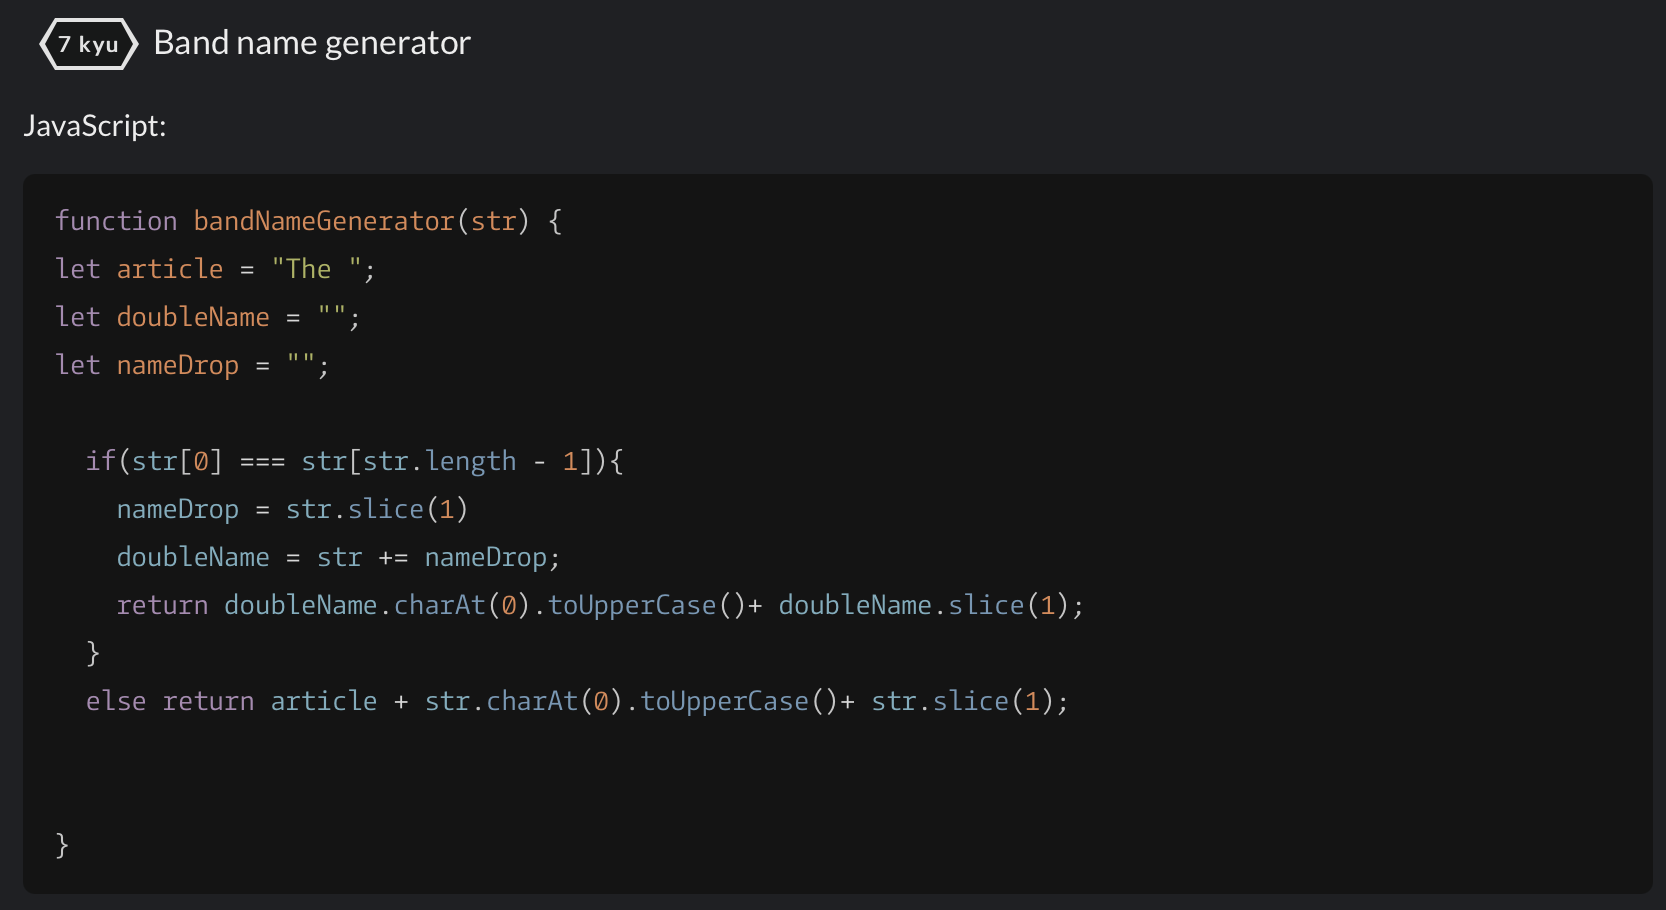 7 kyu Band name generator
JavaScript:
function bandNameGenerator(str) {
let article = "The ";
let doubleName = "";
let nameDrop = "";
  if(str[0] === str[str.length - 1]){
    nameDrop = str.slice(1)
    doubleName = str += nameDrop;
    return doubleName.charAt(0).toUpperCase()+ doubleName.slice(1);
  }
  else return article + str.charAt(0).toUpperCase()+ str.slice(1);
}